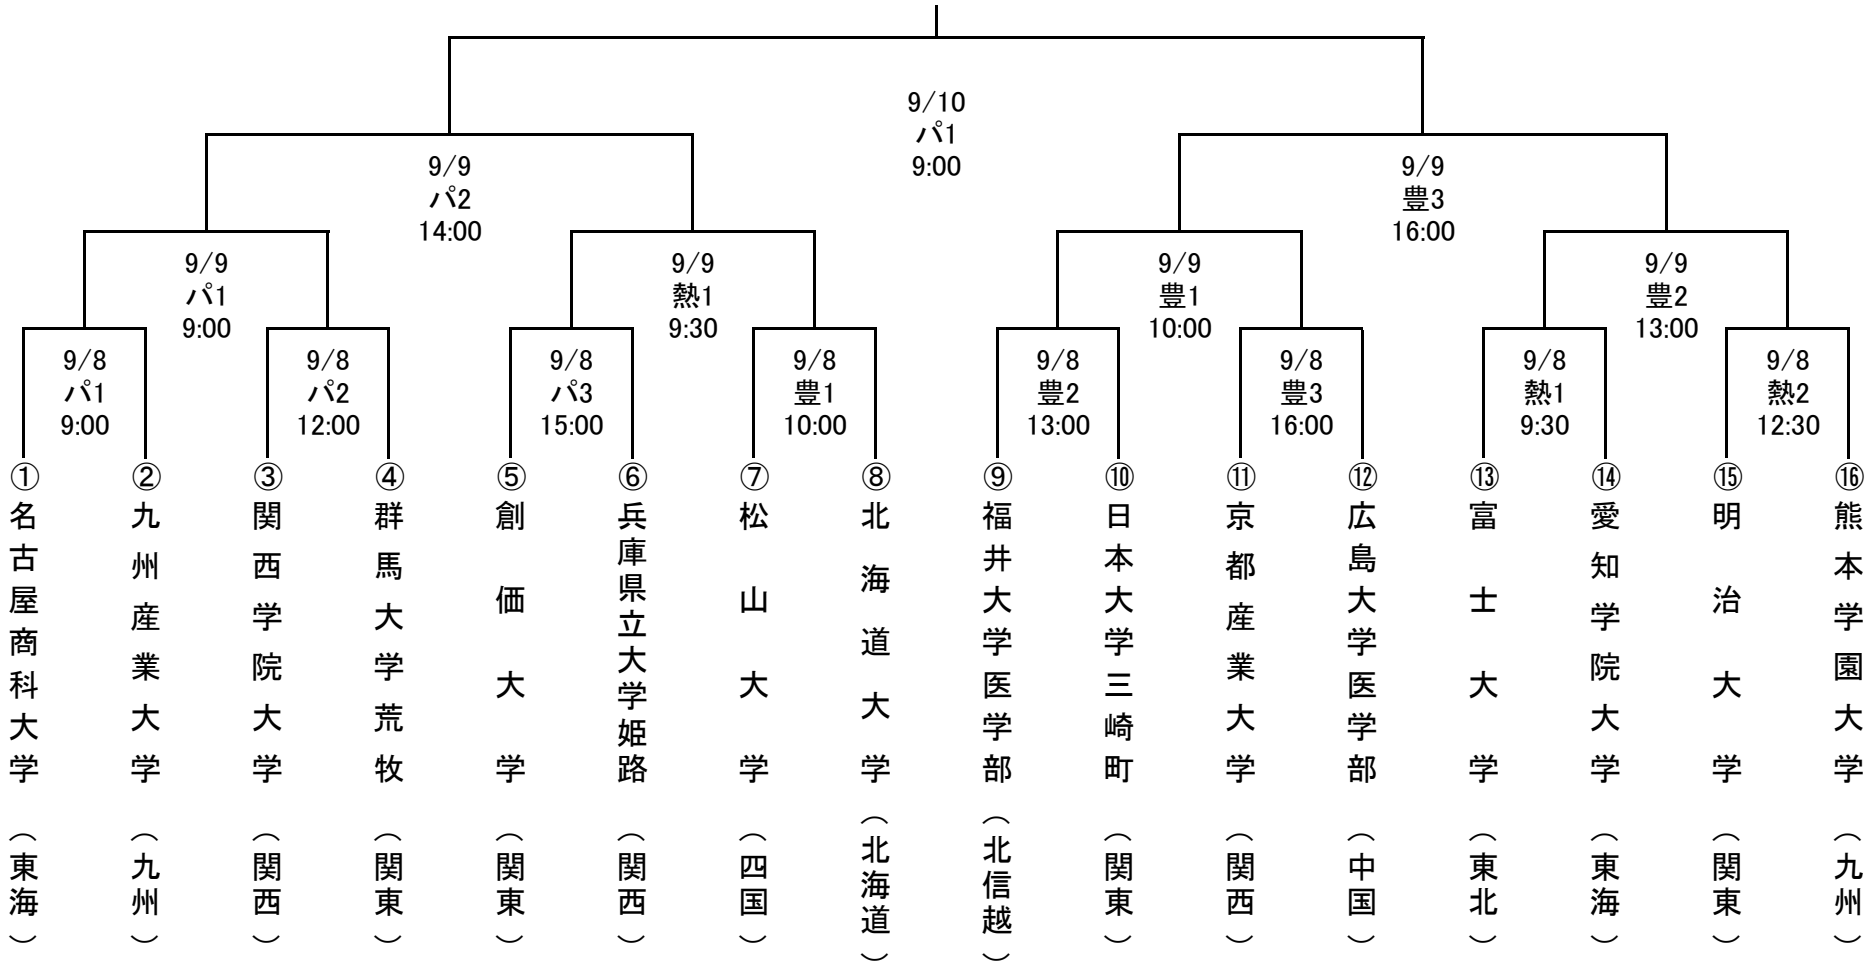 9/10
パ1
9:00
9/9
パ2
14:00
9/9
豊3
16:00
9/9
パ1
9:00
9/9
熱1
9:30
9/9
豊1
10:00
9/9
豊2
13:00
9/8
パ1
9:00
9/8
パ2
12:00
9/8
パ3
15:00
9/8
豊1
10:00
9/8
豊2
13:00
9/8
豊3
16:00
9/8
熱1
9:30
9/8
熱2
12:30
①名古屋商科大学（東海）
②九州産業大学（九州）
③関西学院大学（関西）
④群馬大学荒牧（関東）
⑤創価大学（関東）
⑥兵庫県立大学姫路（関西）
⑦松山大学（四国）
⑧北海道大学（北海道）
⑨福井大学医学部（北信越）
⑩日本大学三崎町（関東）
⑪京都産業大学（関西）
⑫広島大学医学部（中国）
⑬富士大学（東北）
⑭愛知学院大学（東海）
⑮明治大学（関東）
⑯熊本学園大学（九州）